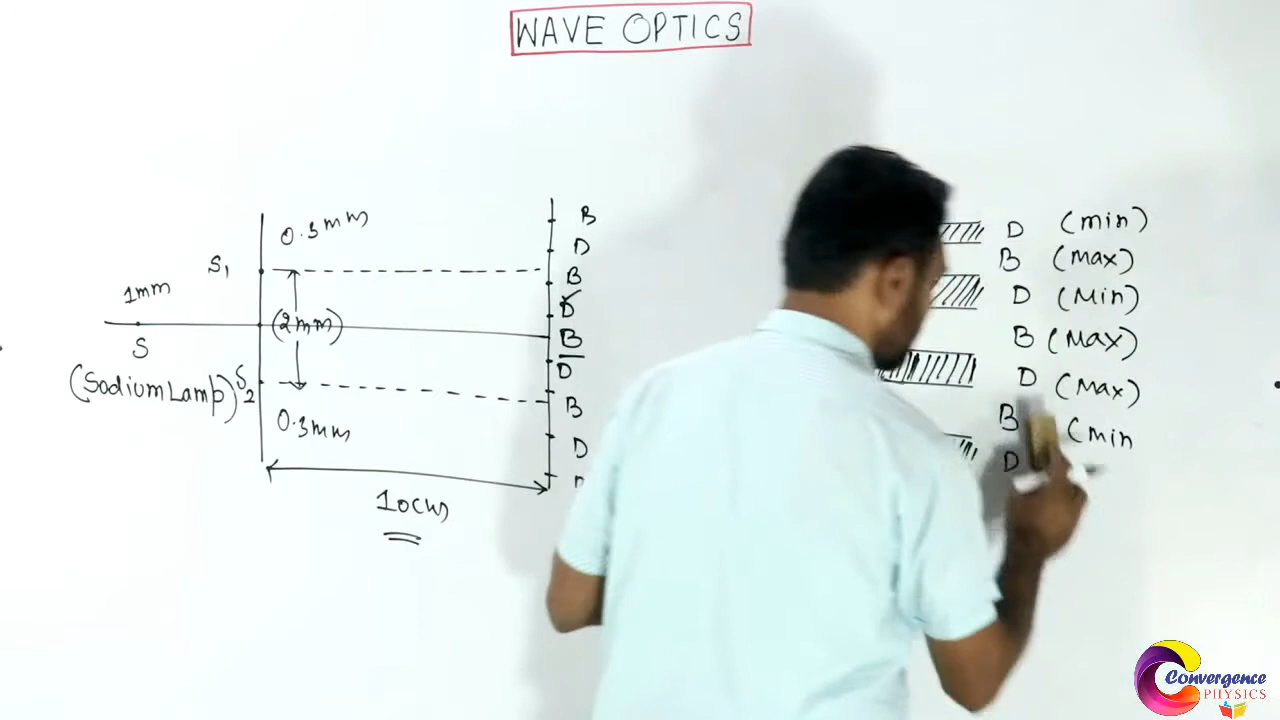 WAVE OPTICS
0.3mm
S1
1mm
(2mm)
S
(Sodium Lamp)
S2
0.3mm
10cm
B
D
B
D
B
D
B
D
D (min)
B (max)
D (Min)
B (Max)
D (Max)
B (min
D
Convergence
PHYSICS